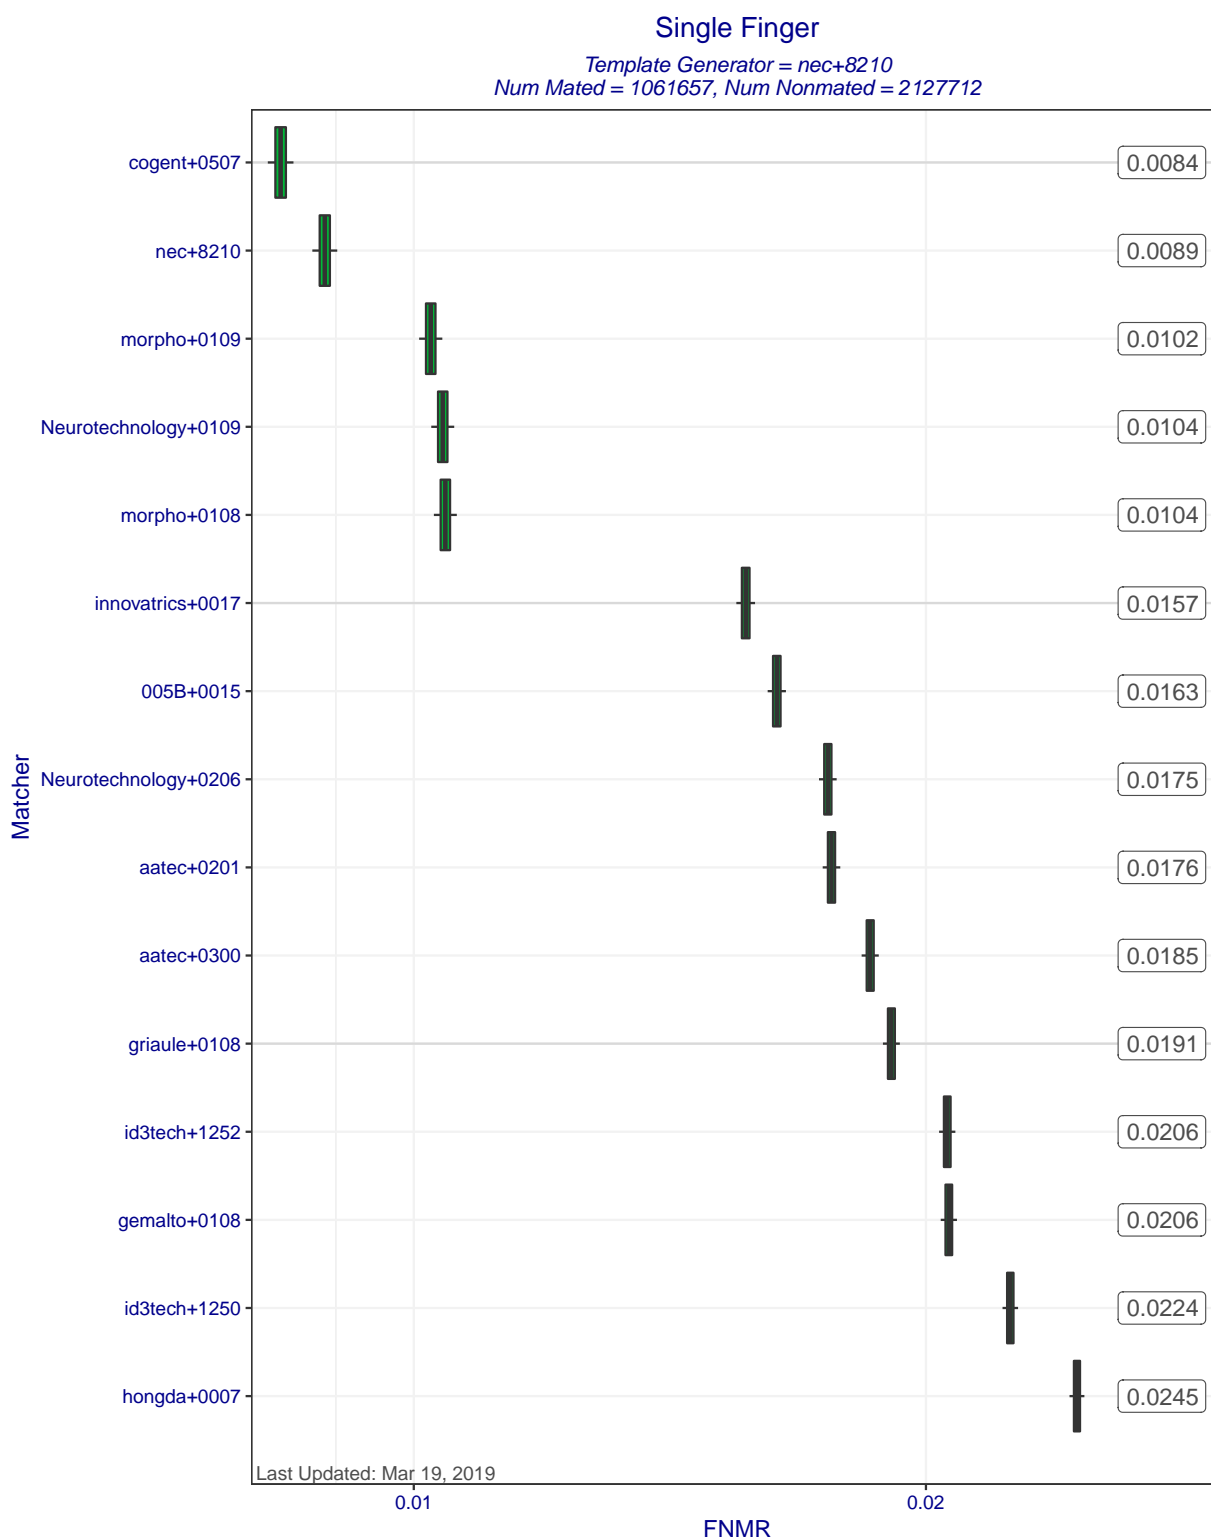 Single Finger
Template Generator = nec+8210
Num Mated = 1061657, Num Nonmated = 2127712
cogent+0507 0.0084
nec+8210 0.0089
morpho+0109 0.0102
Neurotechnology+0109 0.0104
morpho+0108 0.0104
innovatrics+0017 0.0157
005B+0015 0.0163
Neurotechnology+0206 0.0175
aatec+0201 0.0176
aatec+0300 0.0185
griaule+0108 0.0191
id3tech+1252 0.0206
gemalto+0108 0.0206
id3tech+1250 0.0224
hongda+0007 0.0245
Matcher
Last Updated: Mar 19, 2019
0.01 0.02
FNMR